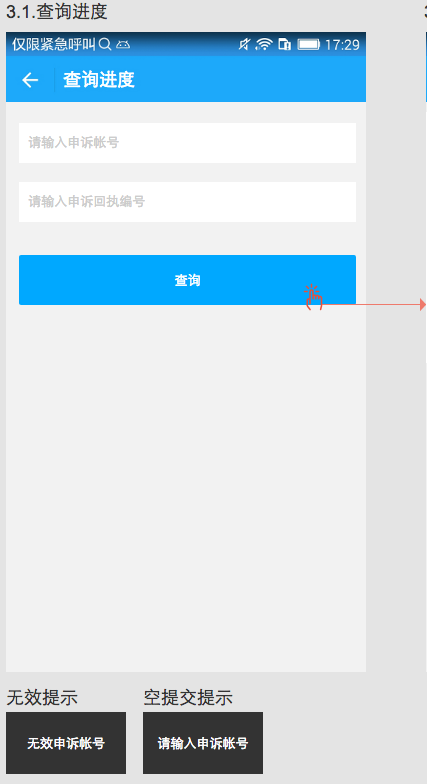 3.1.查询进度
仅限紧急呼叫 17:29
查询进度
请输入申诉帐号
请输入申诉回执编号
查询
无效提示 空提交提示
无效申诉帐号 请输入申诉帐号